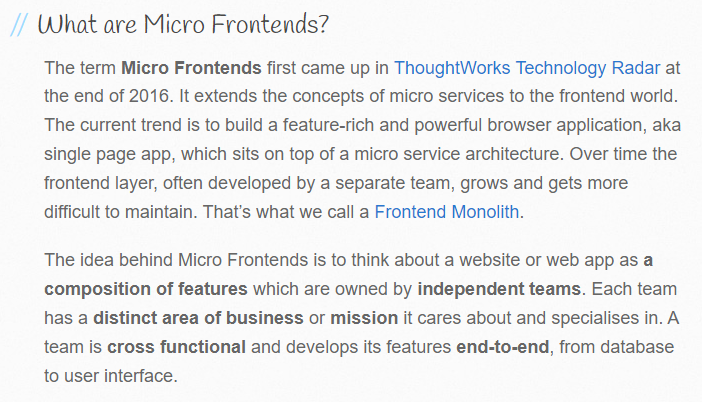 // What are Micro Frontends?
The term Micro Frontends first came up in ThoughtWorks Technology Radar at
the end of 2016. It extends the concepts of micro services to the frontend world.
The current trend is to build a feature-rich and powerful browser application, aka
single page app, which sits on top of a micro service architecture. Over time the
frontend layer, often developed by a separate team, grows and gets more
difficult to maintain. That’s what we call a Frontend Monolith.
The idea behind Micro Frontends is to think about a website or web app as a
composition of features which are owned by independent teams. Each team
has a distinct area of business or mission it cares about and specialises in. A
team is cross functional and develops its features end-to-end, from database
to user interface.